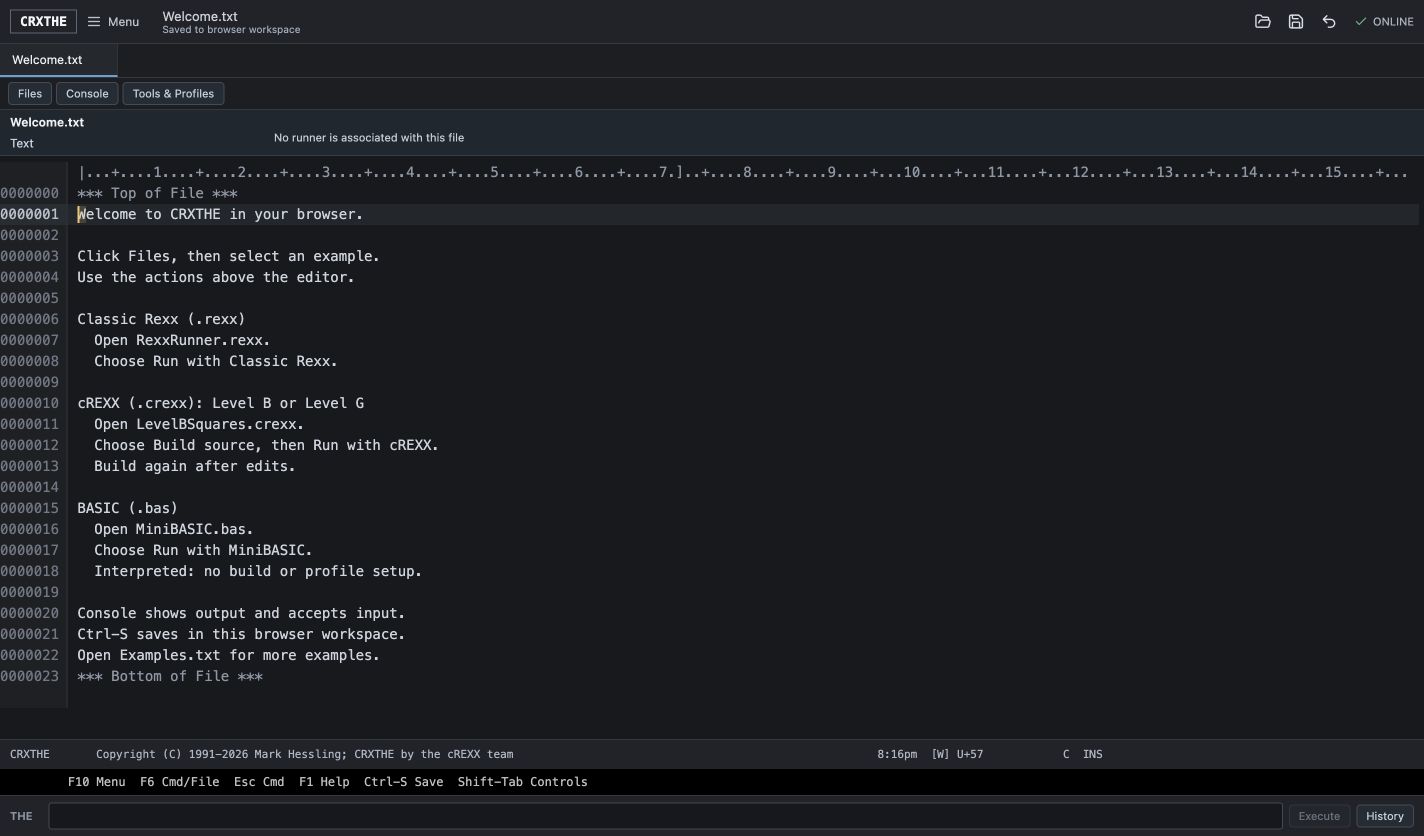 CRXTHE
Menu
Welcome.txt
Saved to browser workspace
ONLINE
Welcome.txt
Files
Console
Tools & Profiles
Welcome.txt
Text
No runner is associated with this file
|...+....1....+....2....+....3....+....4....+....5....+....6....+....7.]..+....8....+....9....+...10....+...11....+...12....+...13....+...14....+...15....+...
0000000 *** Top of File ***
0000001 Welcome to CRXTHE in your browser.
0000002
0000003 Click Files, then select an example.
0000004 Use the actions above the editor.
0000005
0000006 Classic Rexx (.rexx)
0000007   Open RexxRunner.rexx.
0000008   Choose Run with Classic Rexx.
0000009
0000010 cREXX (.crexx): Level B or Level G
0000011   Open LevelBSquares.crexx.
0000012   Choose Build source, then Run with cREXX.
0000013   Build again after edits.
0000014
0000015 BASIC (.bas)
0000016   Open MiniBASIC.bas.
0000017   Choose Run with MiniBASIC.
0000018   Interpreted: no build or profile setup.
0000019
0000020 Console shows output and accepts input.
0000021 Ctrl-S saves in this browser workspace.
0000022 Open Examples.txt for more examples.
0000023 *** Bottom of File ***
CRXTHE Copyright (C) 1991-2026 Mark Hessling; CRXTHE by the cREXX team 8:16pm [W] U+57 C INS
F10 Menu F6 Cmd/File Esc Cmd F1 Help Ctrl-S Save Shift-Tab Controls
THE
Execute
History